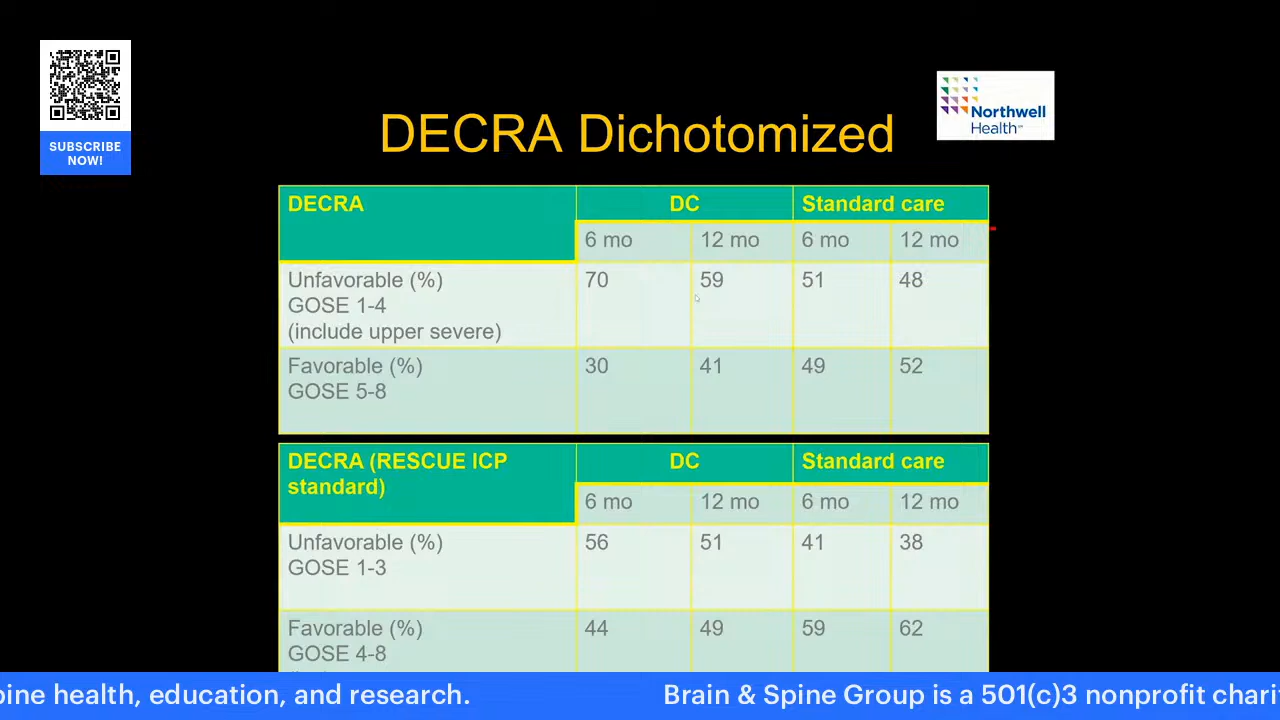 SUBSCRIBE
NOW!
Northwell
Health℠
DECRA Dichotomized
DECRA DC Standard care
6 mo 12 mo 6 mo 12 mo
Unfavorable (%) 70 59 51 48
GOSE 1-4
(include upper severe)
Favorable (%) 30 41 49 52
GOSE 5-8
DECRA (RESCUE ICP DC Standard care
standard)
6 mo 12 mo 6 mo 12 mo
Unfavorable (%) 56 51 41 38
GOSE 1-3
Favorable (%) 44 49 59 62
GOSE 4-8
health, education, and research. Brain & Spine Group is a 501(c)3 nonprofit